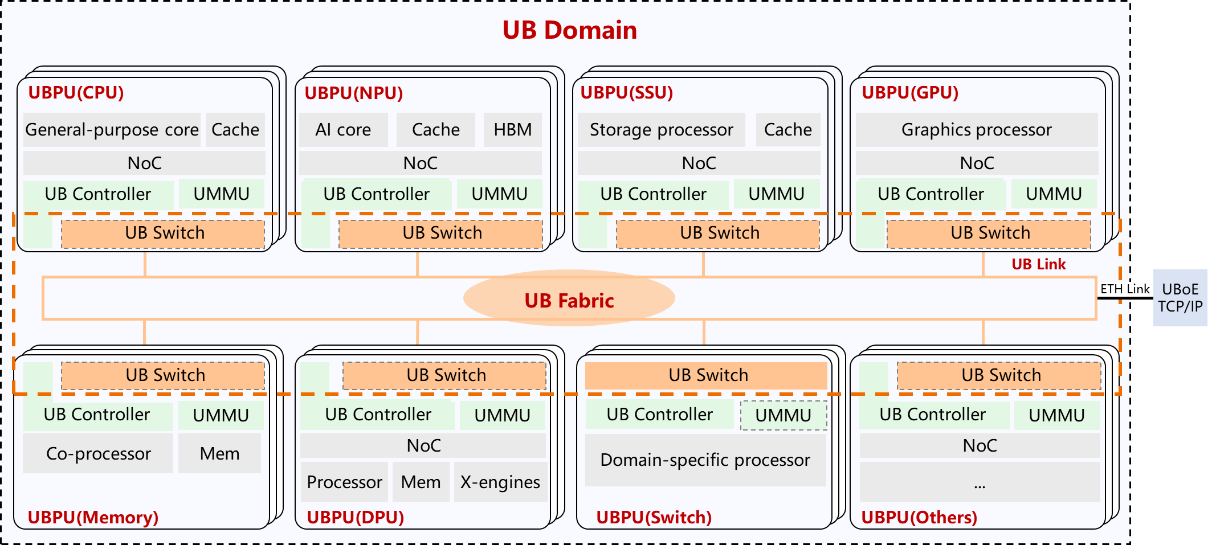 UB Domain
UBPU(CPU)
General-purpose core
Cache
NoC
UB Controller
UMMU
UB Switch
UBPU(NPU)
AI core
Cache
HBM
NoC
UB Controller
UMMU
UB Switch
UBPU(SSU)
Storage processor
Cache
NoC
UB Controller
UMMU
UB Switch
UBPU(GPU)
Graphics processor
NoC
UB Controller
UMMU
UB Switch
UB Link
UB Fabric
ETH Link
UBoE
TCP/IP
UB Switch
UB Controller
UMMU
Co-processor
Mem
UBPU(Memory)
UB Switch
UB Controller
UMMU
NoC
Processor
Mem
X-engines
UBPU(DPU)
UB Switch
UB Controller
UMMU
Domain-specific processor
UBPU(Switch)
UB Switch
UB Controller
UMMU
NoC
...
UBPU(Others)